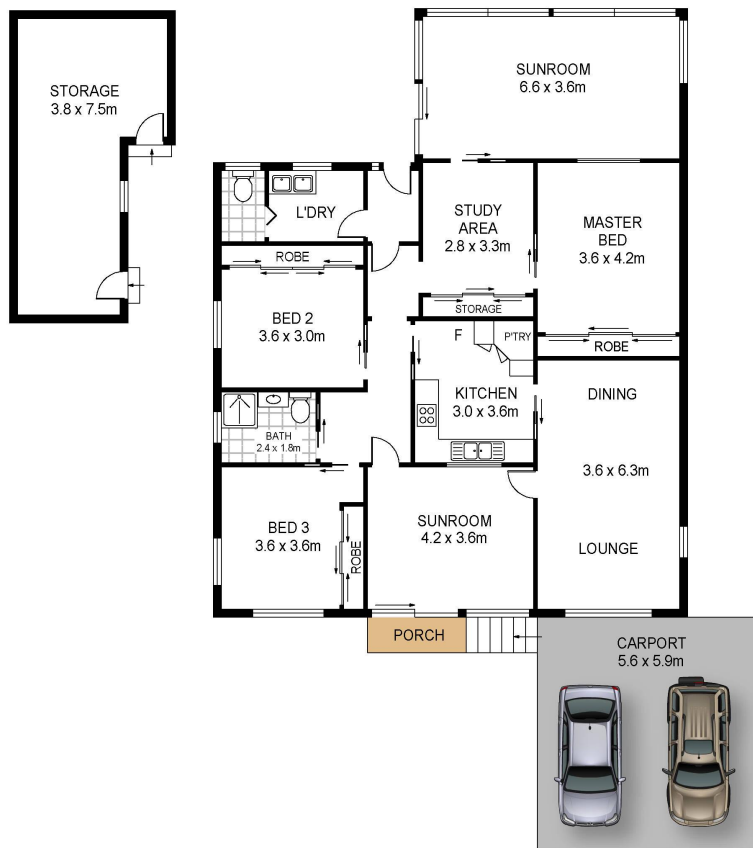 STORAGE
3.8 x 7.5m
SUNROOM
6.6 x 3.6m
L'DRY
STUDY
AREA
2.8 x 3.3m
MASTER
BED
3.6 x 4.2m
ROBE
BED 2
3.6 x 3.0m
STORAGE
ROBE
F
P'TRY
KITCHEN
3.0 x 3.6m
DINING
3.6 x 6.3m
LOUNGE
BATH
2.4 x 1.8m
BED 3
3.6 x 3.6m
ROBE
SUNROOM
4.2 x 3.6m
PORCH
CARPORT
5.6 x 5.9m